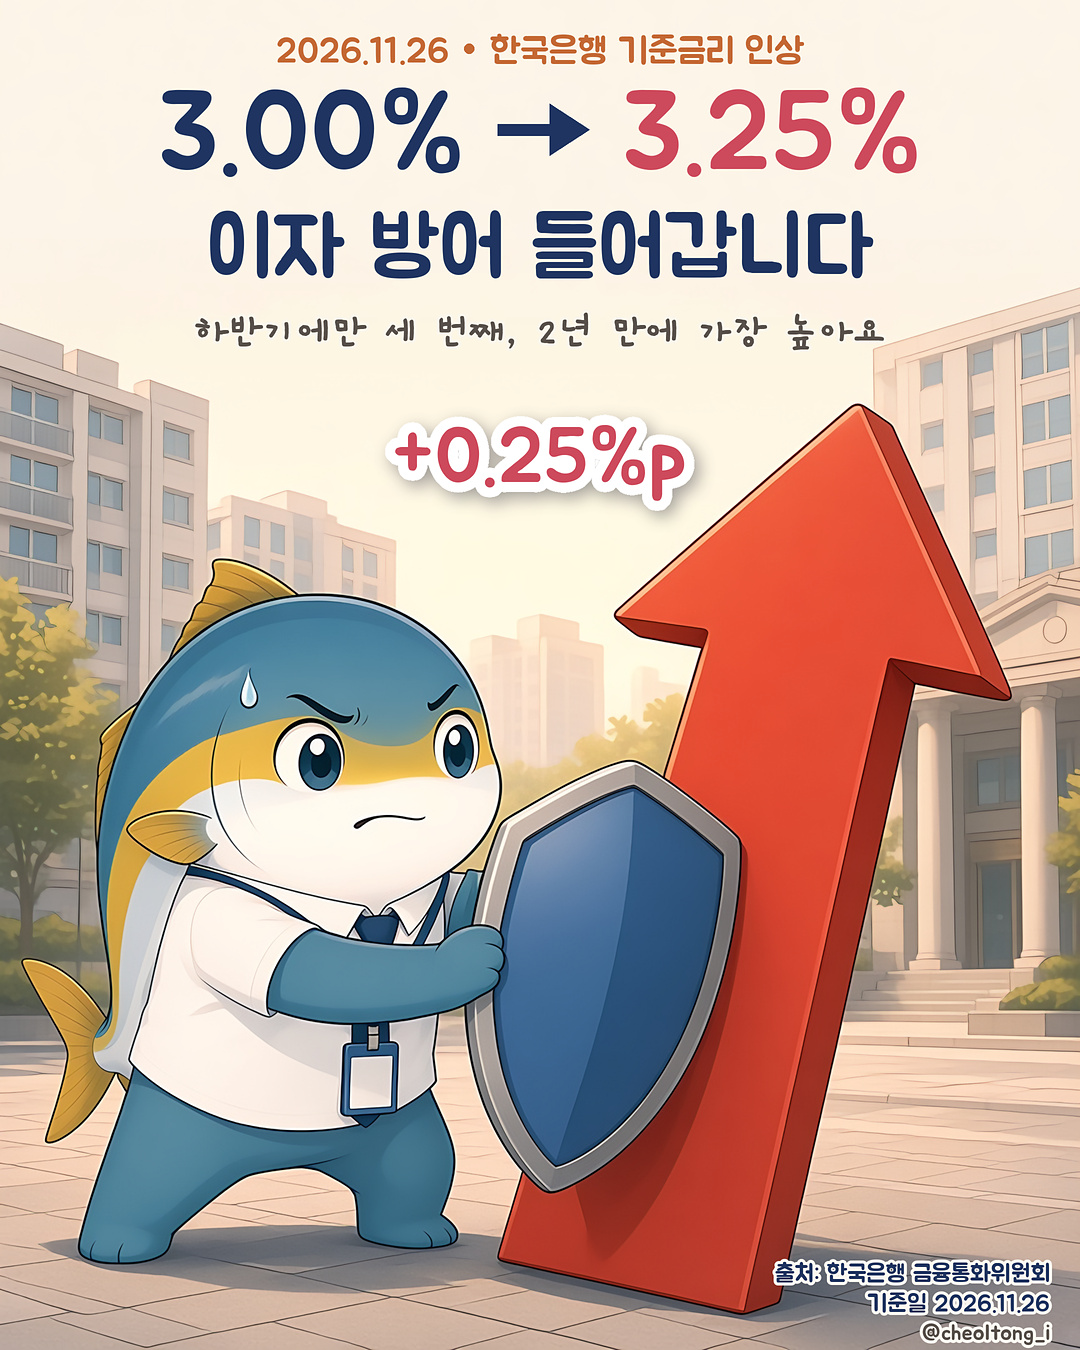 2026.11.26 • 한국은행 기준금리 인상
3.00% → 3.25%
이자 방어 들어갑니다
하반기에만 세 번째, 2년 만에 가장 높아요
+0.25%p
출처: 한국은행 금융통화위원회
기준일 2026.11.26
@cheoltong_i